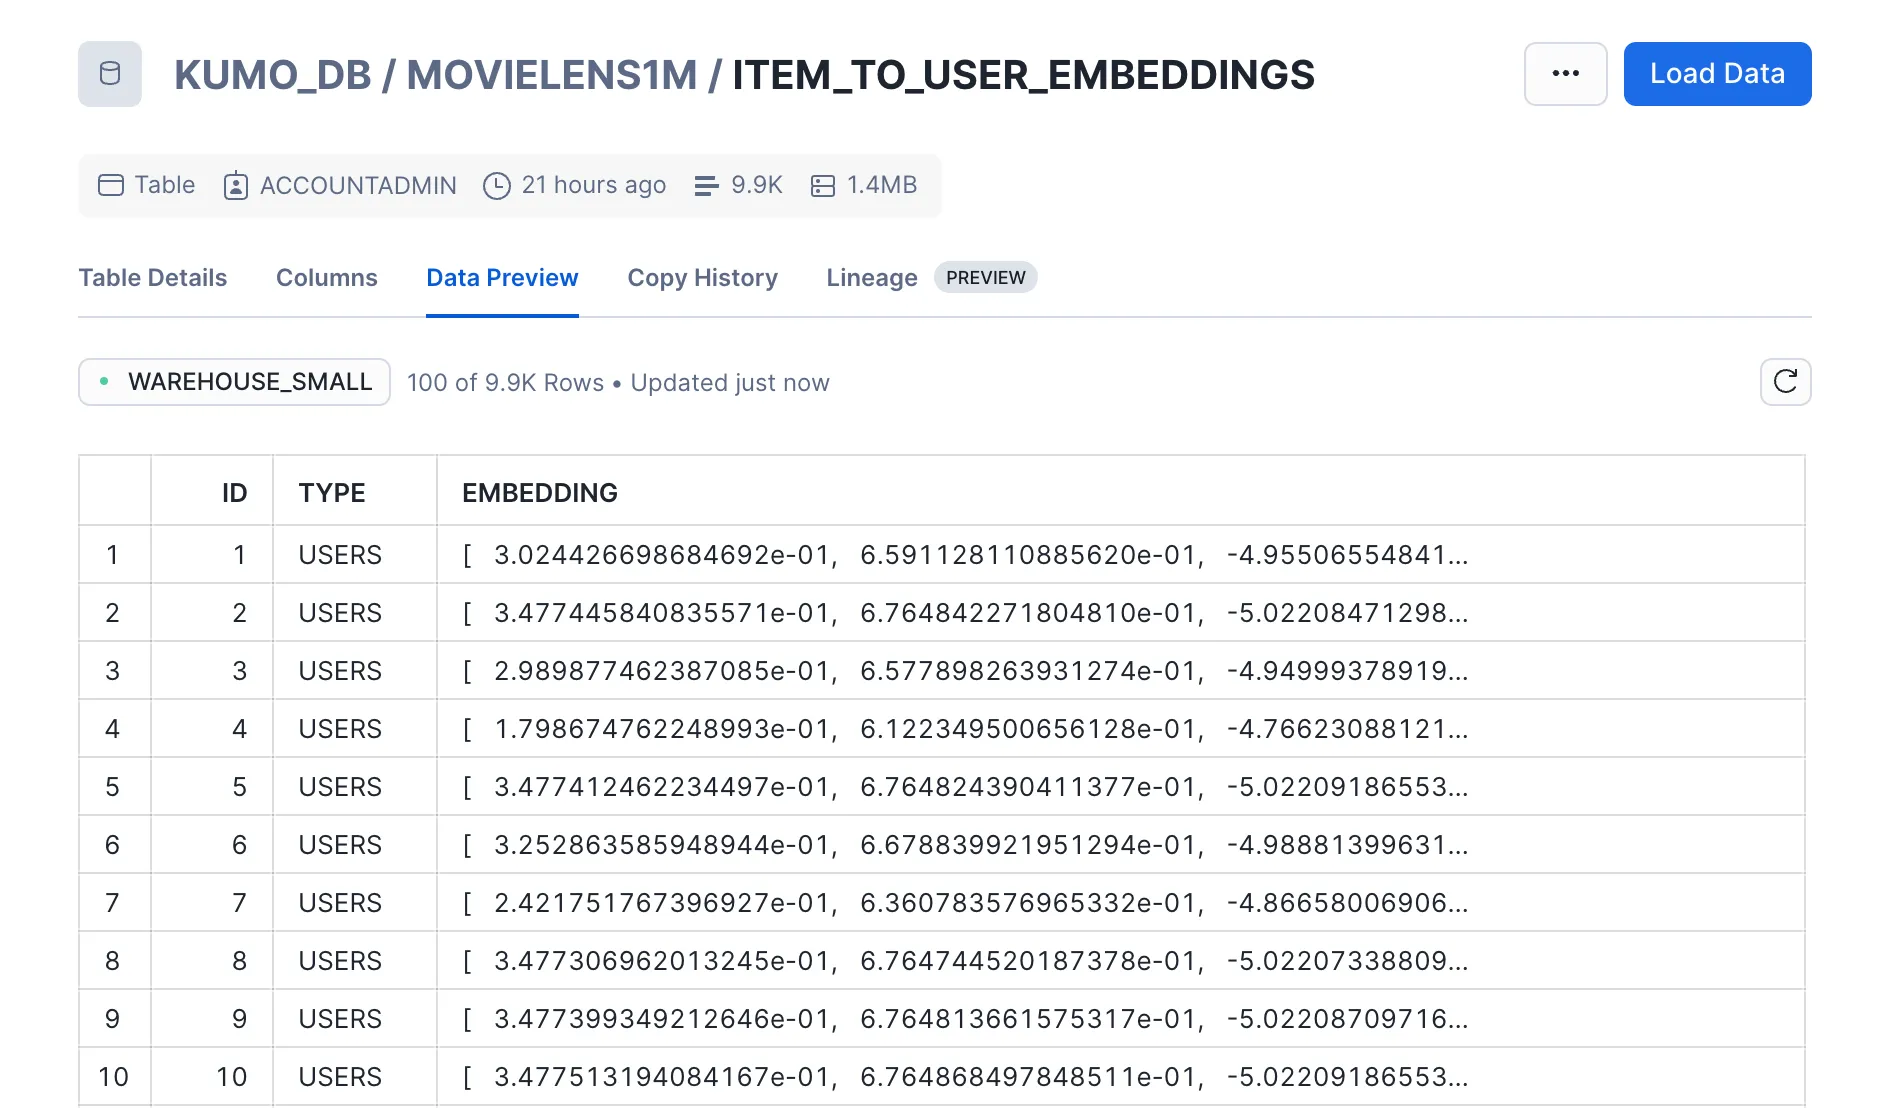 KUMO_DB / MOVIELENS1M / ITEM_TO_USER_EMBEDDINGS ••• Load Data
Table ACCOUNTADMIN 21 hours ago 9.9K 1.4MB
Table Details Columns Data Preview Copy History Lineage PREVIEW
• WAREHOUSE_SMALL 100 of 9.9K Rows • Updated just now
ID TYPE EMBEDDING
1 1 USERS [ 3.024426698684692e-01, 6.591128110885620e-01, -4.95506554841...
2 2 USERS [ 3.477445840835571e-01, 6.764842271804810e-01, -5.02208471298...
3 3 USERS [ 2.989877462387085e-01, 6.577898263931274e-01, -4.94999378919...
4 4 USERS [ 1.798674762248993e-01, 6.122349500656128e-01, -4.76623088121...
5 5 USERS [ 3.477412462234497e-01, 6.764824390411377e-01, -5.02209186553...
6 6 USERS [ 3.252863585948944e-01, 6.678839921951294e-01, -4.98881399631...
7 7 USERS [ 2.421751767396927e-01, 6.360783576965332e-01, -4.86658006906...
8 8 USERS [ 3.477306962013245e-01, 6.764744520187378e-01, -5.02207338809...
9 9 USERS [ 3.477399349212646e-01, 6.764813661575317e-01, -5.02208709716...
10 10 USERS [ 3.477513194084167e-01, 6.764868497848511e-01, -5.02209186553...